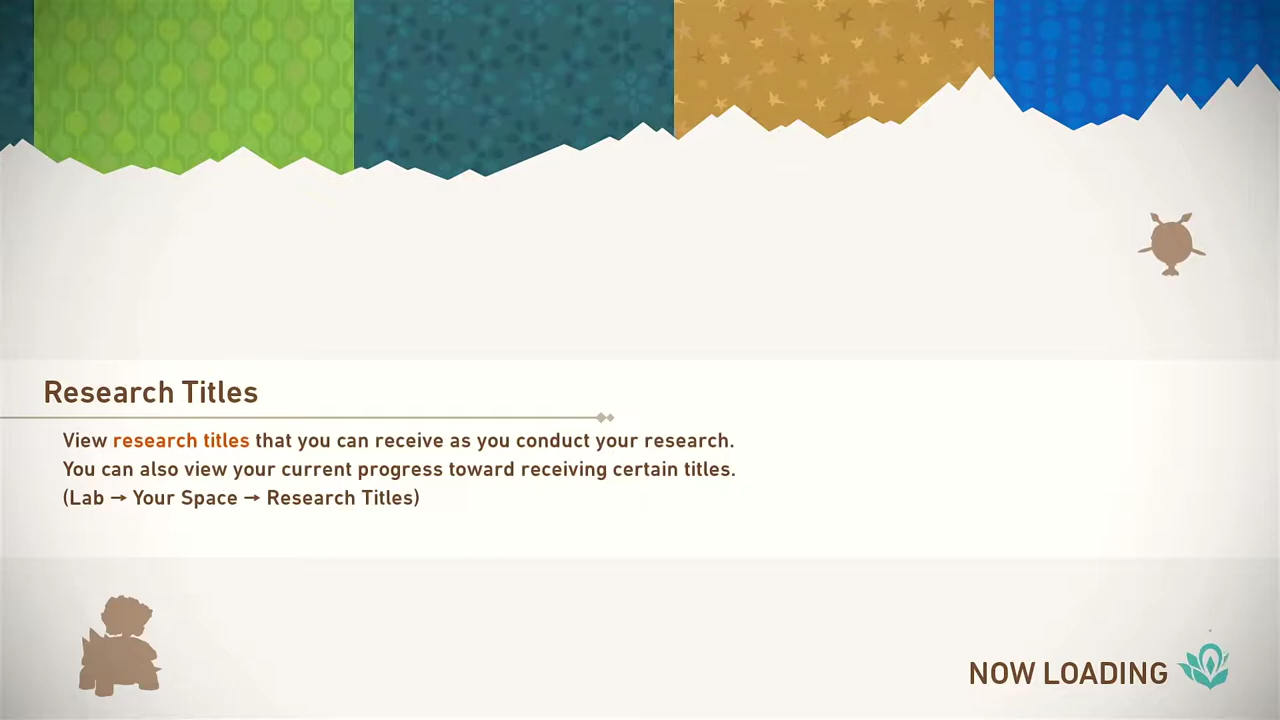 Research Titles
View research titles that you can receive as you conduct your research.
You can also view your current progress toward receiving certain titles.
(Lab → Your Space → Research Titles)
NOW LOADING